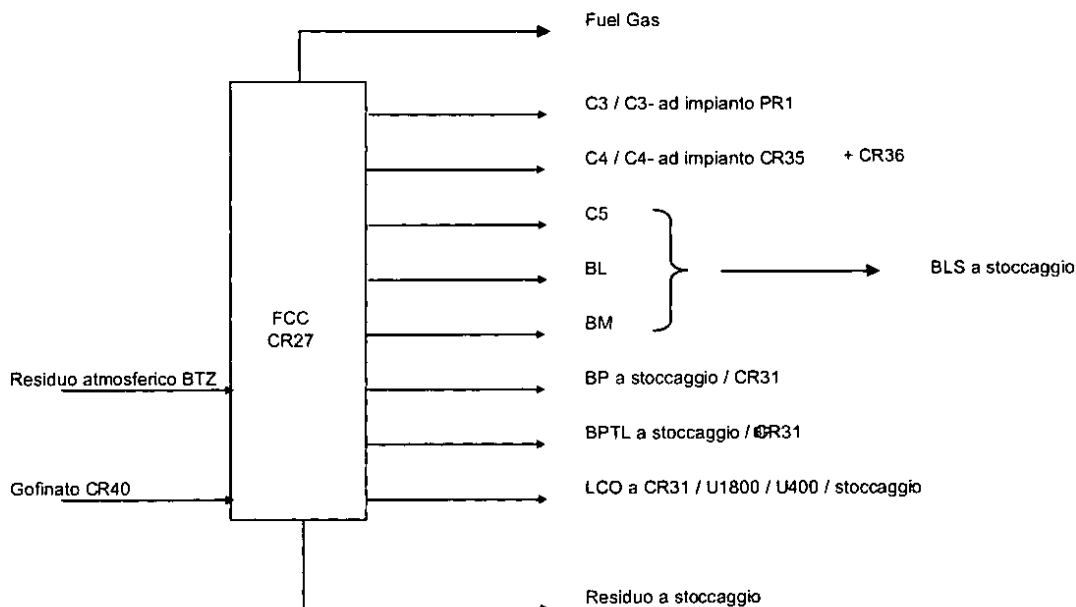 Fuel Gas
C3 / C3- ad impianto PR1
C4 / C4- ad impianto CR35 + CR36
C5
BL
BM
BLS a stoccaggio
FCC
CR27
Residuo atmosferico BTZ
BP a stoccaggio / CR31
BPTL a stoccaggio / CR31
Gofinato CR40
LCO a CR31 / U1800 / U400 / stoccaggio
Residuo a stoccaggio